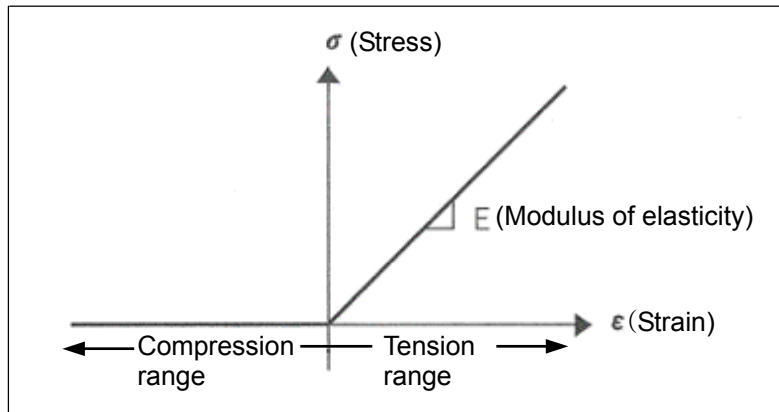 σ (Stress)
E (Modulus of elasticity)
ε(Strain)
Compression
range
Tension
range